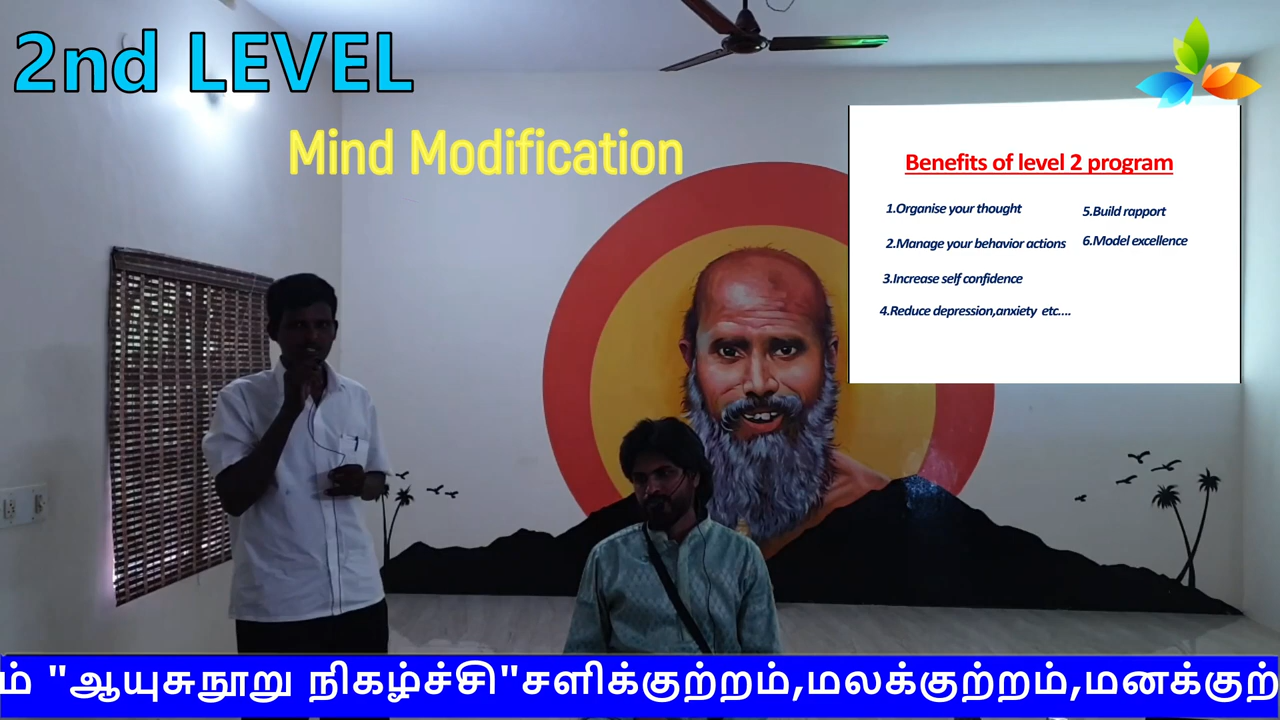 2nd LEVEL
Mind Modification
Benefits of level 2 program
1.Organise your thought
2.Manage your behavior actions
3.Increase self confidence
4.Reduce depression,anxiety etc....
5.Build rapport
6.Model excellence
ம் "ஆயுசுநூறு நிகழ்ச்சி"சளிக்குற்றம்,மலக்குற்றம்,மனக்குற்